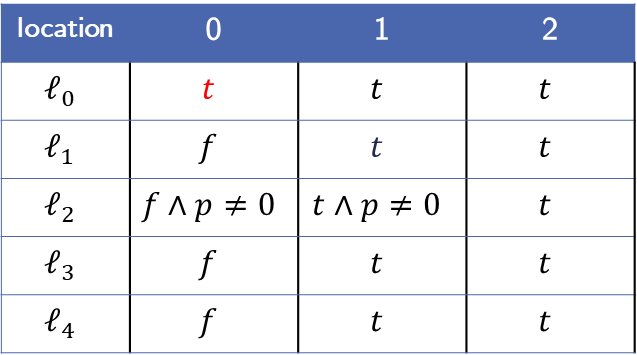 location 0 1 2
ℓ₀ t t t
ℓ₁ f t t
ℓ₂ f ∧ p ≠ 0 t ∧ p ≠ 0 t
ℓ₃ f t t
ℓ₄ f t t